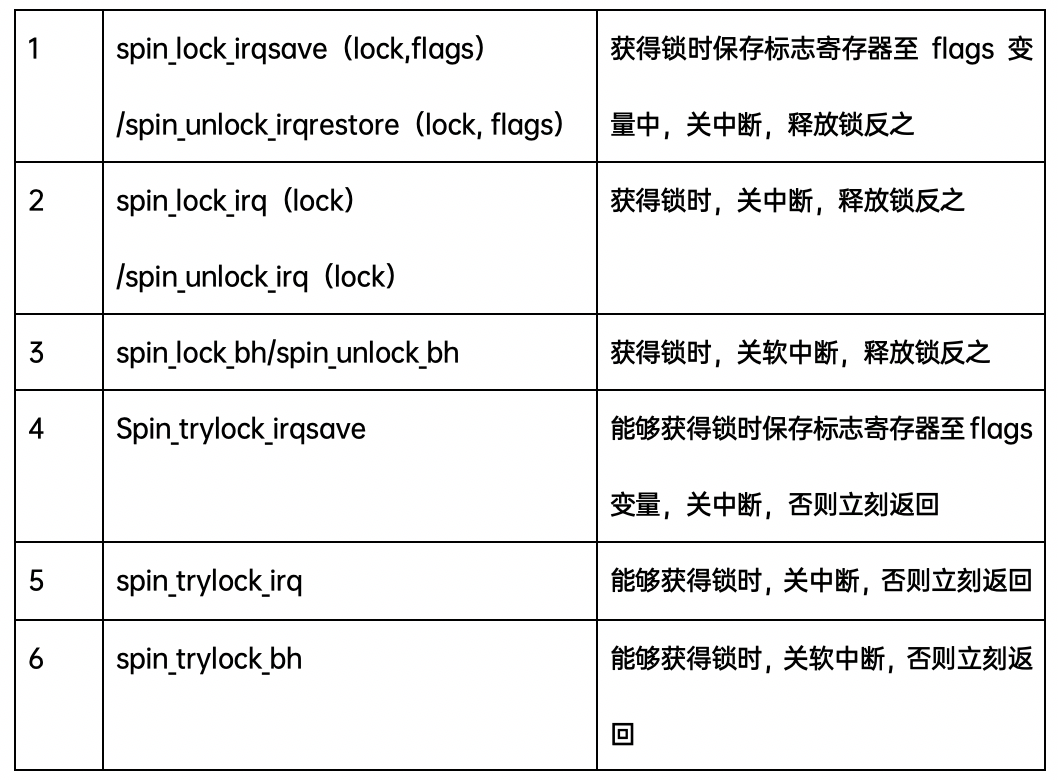 1 spin_lock_irqsave（lock,flags） 获得锁时保存标志寄存器至 flags 变
/spin_unlock_irqrestore（lock, flags） 量中，关中断，释放锁反之
2 spin_lock_irq（lock） 获得锁时，关中断，释放锁反之
/spin_unlock_irq（lock）
3 spin_lock_bh/spin_unlock_bh 获得锁时，关软中断，释放锁反之
4 Spin_trylock_irqsave 能够获得锁时保存标志寄存器至flags
变量，关中断，否则立刻返回
5 spin_trylock_irq 能够获得锁时，关中断，否则立刻返回
6 spin_trylock_bh 能够获得锁时，关软中断，否则立刻返
回